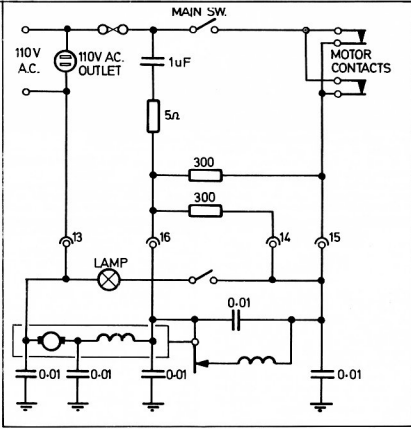 MAIN SW.
110V
A.C.
110V AC.
OUTLET
1uF
MOTOR
CONTACTS
5Ω
300
300
13
16
14
15
LAMP
0·01
0·01
0·01
0·01
0·01